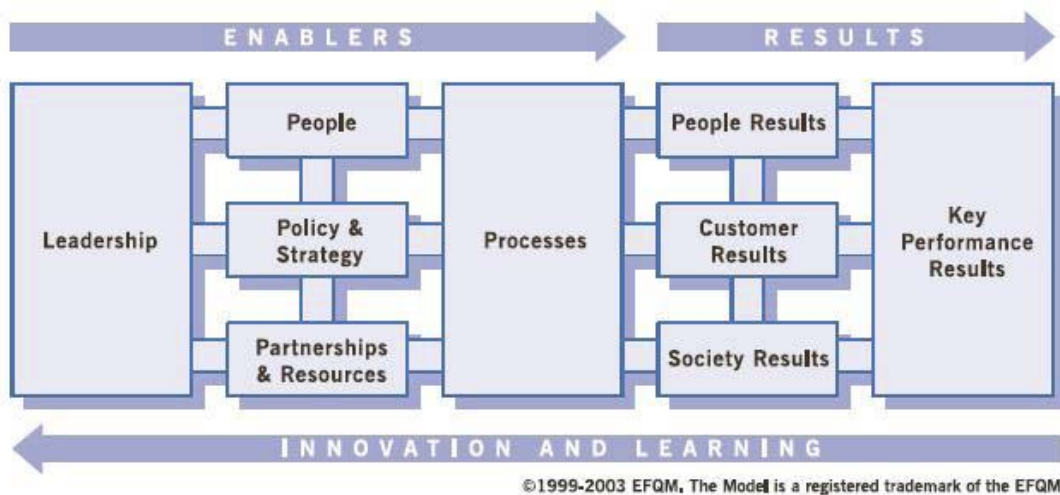 ENABLERS
RESULTS
Leadership
People
Policy &
Strategy
Partnerships
& Resources
Processes
People Results
Customer
Results
Society Results
Key
Performance
Results
INNOVATION AND LEARNING
©1999-2003 EFQM, The Model is a registered trademark of the EFQM